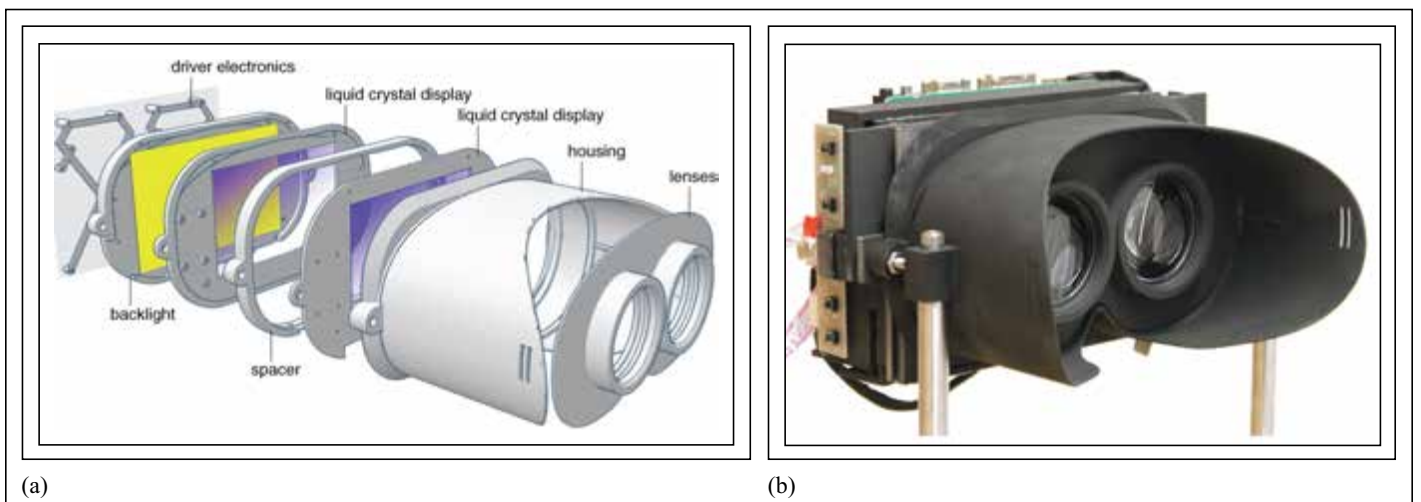 driver electronics
liquid crystal display
liquid crystal display
housing
lenses
backlight
spacer
(a)
(b)